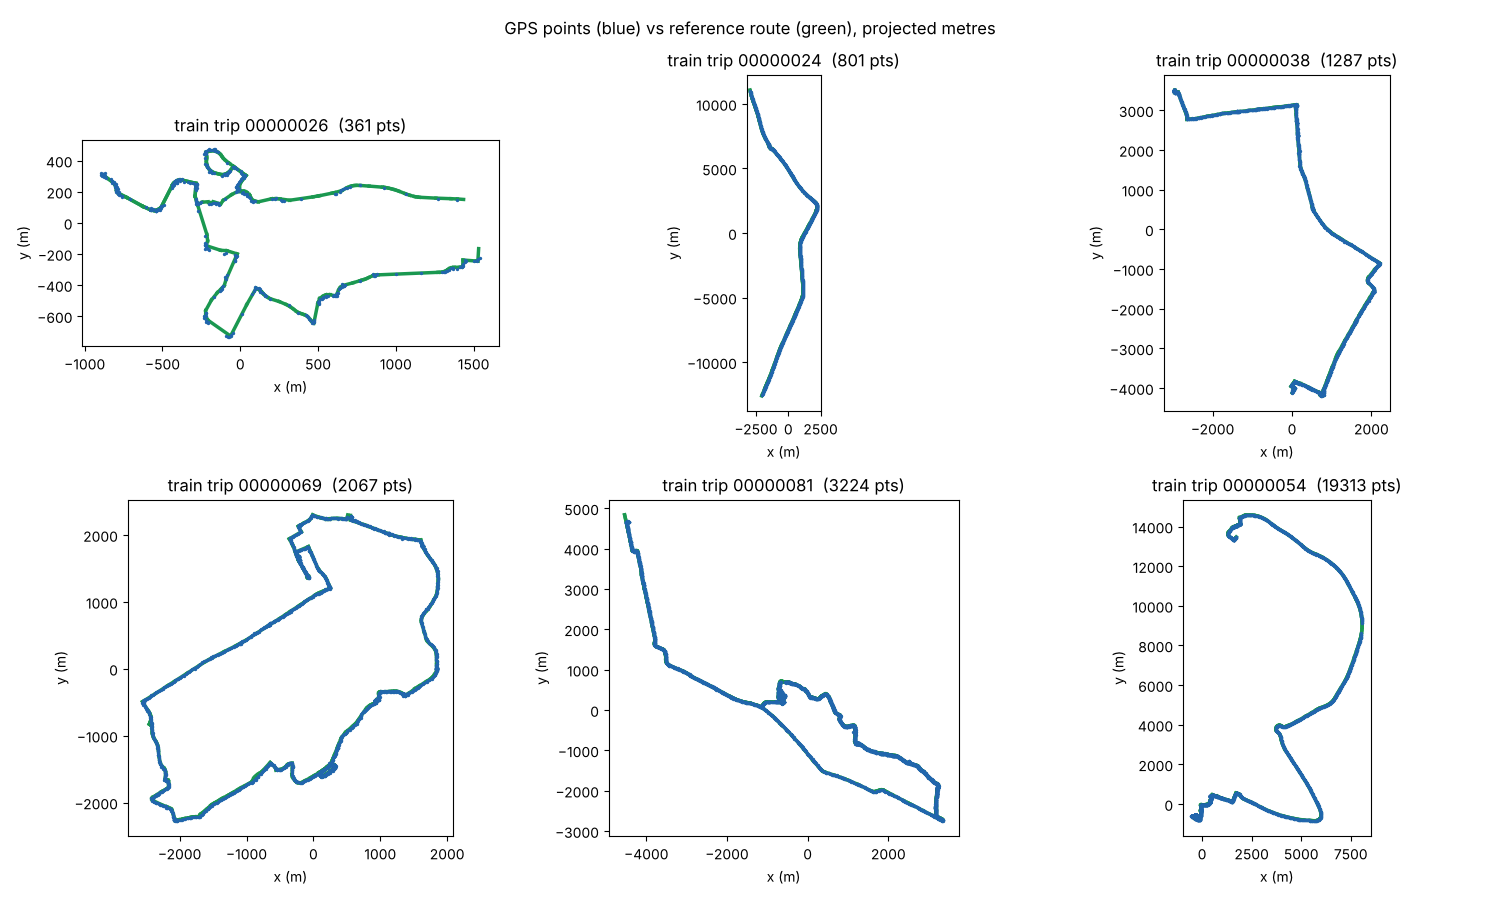 GPS points (blue) vs reference route (green), projected metres
train trip 00000026  (361 pts)
400
200
0
−200
−400
−600
y (m)
−1000 −500 0 500 1000 1500
x (m)
train trip 00000024  (801 pts)
10000
5000
0
−5000
−10000
y (m)
−2500 0 2500
x (m)
train trip 00000038  (1287 pts)
3000
2000
1000
0
−1000
−2000
−3000
−4000
y (m)
−2000 0 2000
x (m)
train trip 00000069  (2067 pts)
2000
1000
0
−1000
−2000
y (m)
−2000 −1000 0 1000 2000
x (m)
train trip 00000081  (3224 pts)
5000
4000
3000
2000
1000
0
−1000
−2000
−3000
y (m)
−4000 −2000 0 2000
x (m)
train trip 00000054  (19313 pts)
14000
12000
10000
8000
6000
4000
2000
0
y (m)
0 2500 5000 7500
x (m)